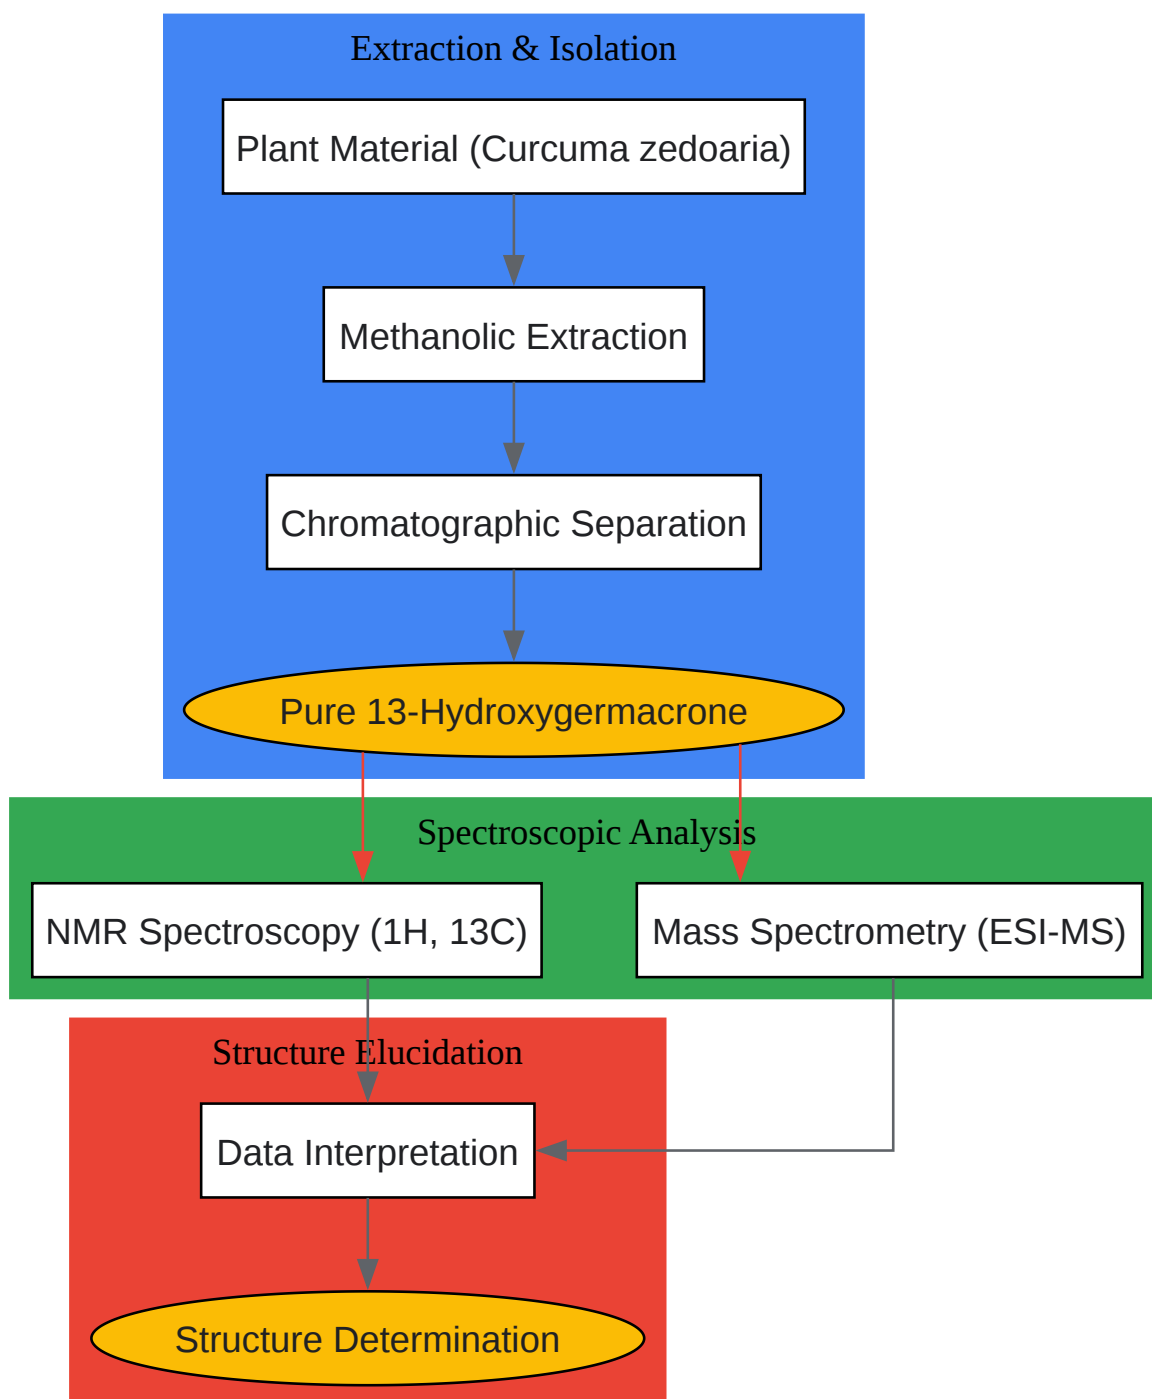 Extraction & Isolation
Plant Material (Curcuma zedoaria)
Methanolic Extraction
Chromatographic Separation
Pure 13-Hydroxygermacrone
Spectroscopic Analysis
NMR Spectroscopy (1H, 13C)
Mass Spectrometry (ESI-MS)
Structure Elucidation
Data Interpretation
Structure Determination